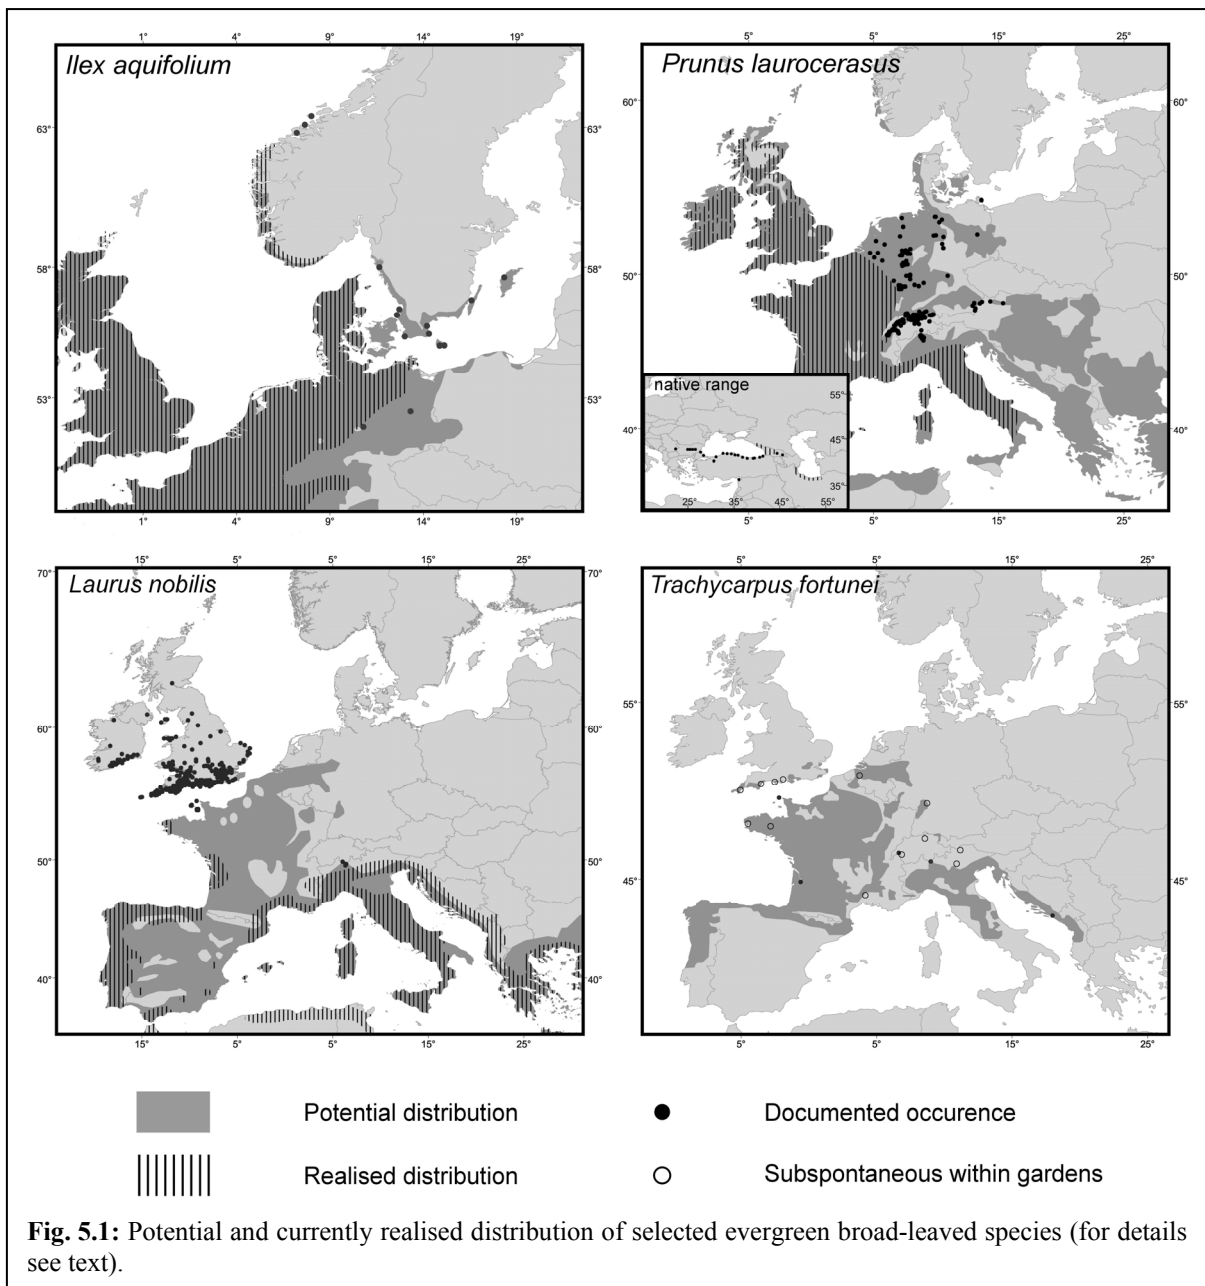 1° 4° 9° 14° 19°
Ilex aquifolium
63° 63°
58° 58°
53° 53°
1° 4° 9° 14° 19°
5° 5° 15° 25°
Prunus laurocerasus
60° 60°
50° 50°
native range
55°
45°
35°
25° 35° 45° 55°
40° 40°
5° 5° 15° 25°
15° 5° 5° 15° 25°
70° 70°
Laurus nobilis
60° 60°
50° 50°
40° 40°
15° 5° 5° 15° 25°
5° 5° 15° 25°
Trachycarpus fortunei
55° 55°
45° 45°
5° 5° 15° 25°
Potential distribution
Documented occurence
Realised distribution
Subspontaneous within gardens
Fig. 5.1: Potential and currently realised distribution of selected evergreen broad-leaved species (for details
see text).